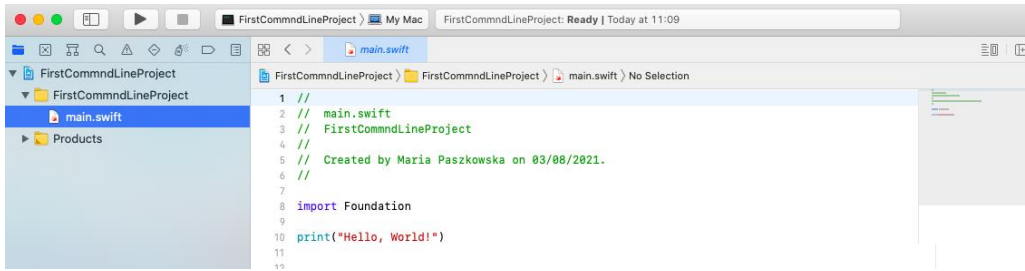 FirstCommndLineProject 〉 My Mac
FirstCommndLineProject: Ready | Today at 11:09
main.swift
FirstCommndLineProject
FirstCommndLineProject 〉 FirstCommndLineProject 〉 main.swift 〉 No Selection
FirstCommndLineProject
main.swift
Products
1 //
2 //  main.swift
3 //  FirstCommndLineProject
4 //
5 //  Created by Maria Paszkowska on 03/08/2021.
6 //
7
8 import Foundation
9
10 print("Hello, World!")
11
12